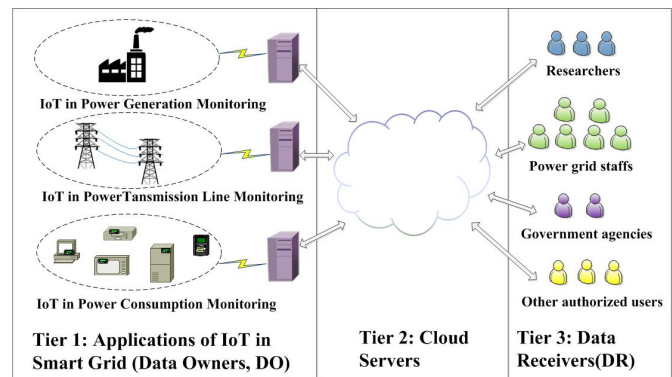 IoT in Power Generation Monitoring
IoT in PowerTansmission Line Monitoring
IoT in Power Consumption Monitoring
Tier 1: Applications of IoT in
Smart Grid (Data Owners, DO)
Tier 2: Cloud
Servers
Researchers
Power grid staffs
Government agencies
Other authorized users
Tier 3: Data
Receivers(DR)